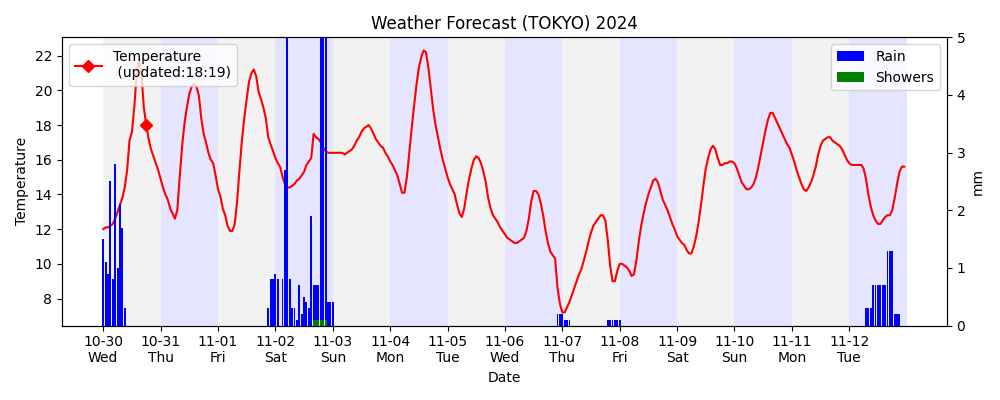 Weather Forecast (TOKYO) 2024
Temperature
(updated:18:19)
Rain
Showers
Temperature
22
20
18
16
14
12
10
8
5
4
3
2
1
0
mm
10-30 10-31 11-01 11-02 11-03 11-04 11-05 11-06 11-07 11-08 11-09 11-10 11-11 11-12
Wed Thu Fri Sat Sun Mon Tue Wed Thu Fri Sat Sun Mon Tue
Date